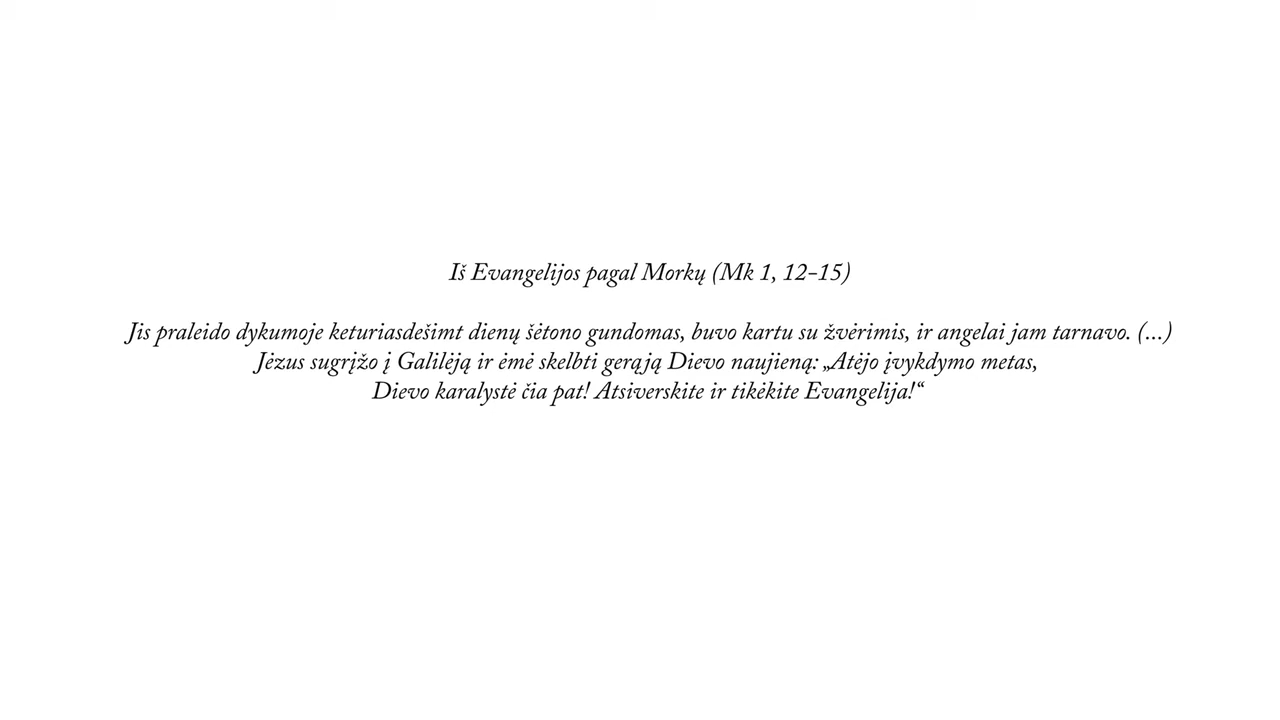 Iš Evangelijos pagal Morkų (Mk 1, 12–15)
Jis praleido dykumoje keturiasdešimt dienų šėtono gundomas, buvo kartu su žvėrimis, ir angelai jam tarnavo. (...)
Jėzus sugrįžo į Galilėją ir ėmė skelbti gerąją Dievo naujieną: „Atėjo įvykdymo metas,
Dievo karalystė čia pat! Atsiverskite ir tikėkite Evangelija!“